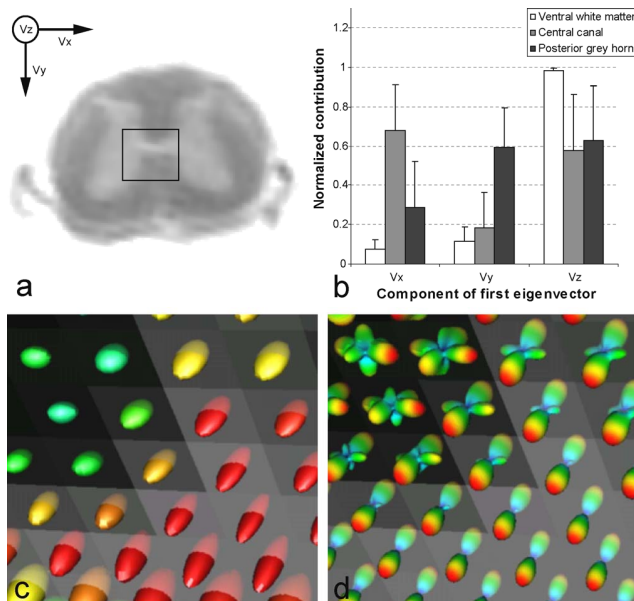 Vz
Vx
Vy
a
Normalized contribution
1.2
1
0.8
0.6
0.4
0.2
0
Ventral white matter
Central canal
Posterior grey horn
Vx Vy Vz
b
Component of first eigenvector
c
d